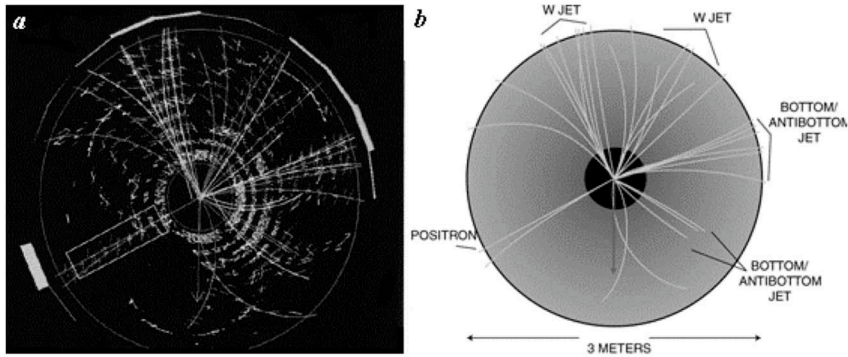 a
b
W JET
W JET
BOTTOM/
ANTIBOTTOM
JET
POSITRON
BOTTOM/
ANTIBOTTOM
JET
3 METERS